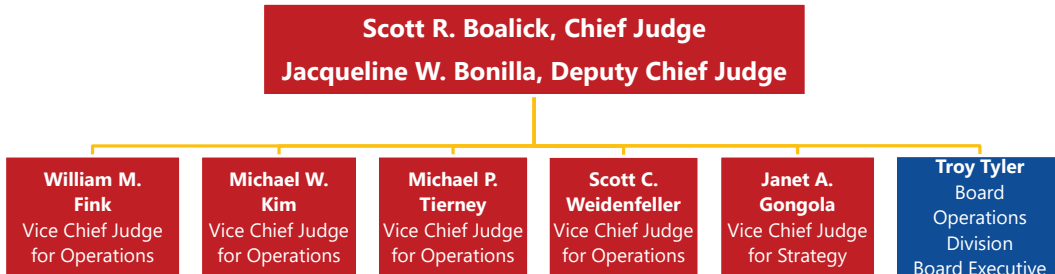 Scott R. Boalick, Chief Judge
Jacqueline W. Bonilla, Deputy Chief Judge
William M.
Fink
Vice Chief Judge
for Operations
Michael W.
Kim
Vice Chief Judge
for Operations
Michael P.
Tierney
Vice Chief Judge
for Operations
Scott C.
Weidenfeller
Vice Chief Judge
for Operations
Janet A.
Gongola
Vice Chief Judge
for Strategy
Troy Tyler
Board
Operations
Division
Board Executive